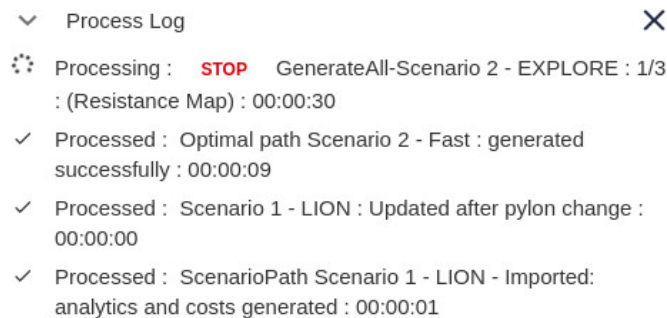 Process Log
Processing : STOP GenerateAll-Scenario 2 - EXPLORE : 1/3
: (Resistance Map) : 00:00:30
Processed : Optimal path Scenario 2 - Fast : generated
successfully : 00:00:09
Processed : Scenario 1 - LION : Updated after pylon change :
00:00:00
Processed : ScenarioPath Scenario 1 - LION - Imported:
analytics and costs generated : 00:00:01